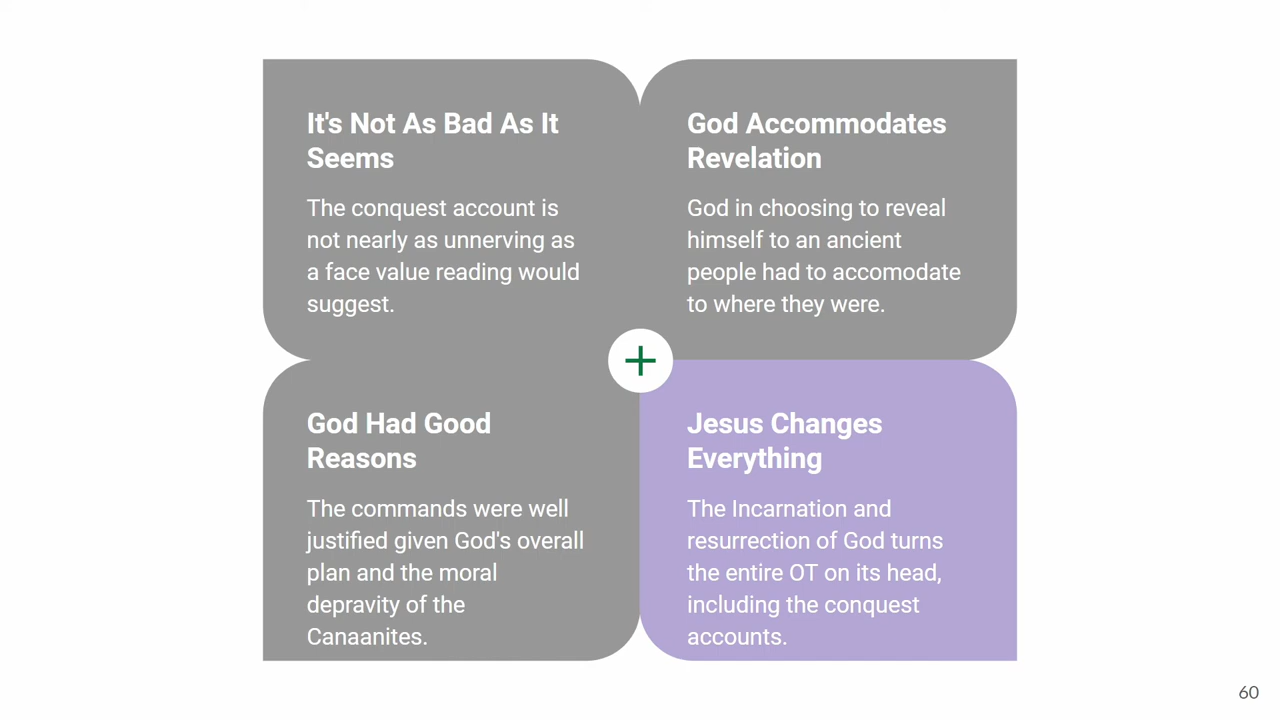 It's Not As Bad As It
Seems
The conquest account is
not nearly as unnerving as
a face value reading would
suggest.
God Accommodates
Revelation
God in choosing to reveal
himself to an ancient
people had to accomodate
to where they were.
God Had Good
Reasons
The commands were well
justified given God's overall
plan and the moral
depravity of the
Canaanites.
Jesus Changes
Everything
The Incarnation and
resurrection of God turns
the entire OT on its head,
including the conquest
accounts.
60